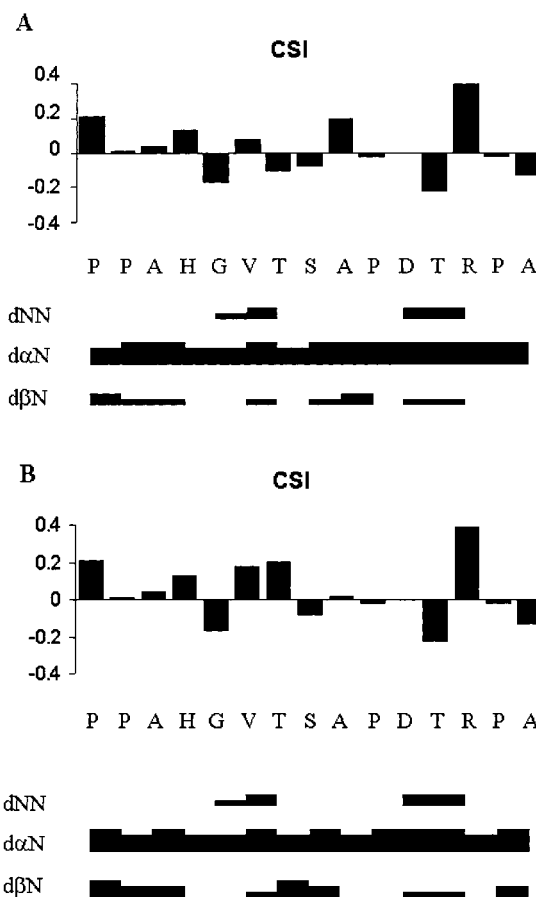 A
CSI
0.4
0.2
0
-0.2
-0.4
P P A H G V T S A P D T R P A
dNN
dαN
dβN
B
CSI
0.4
0.2
0
-0.2
-0.4
P P A H G V T S A P D T R P A
dNN
dαN
dβN